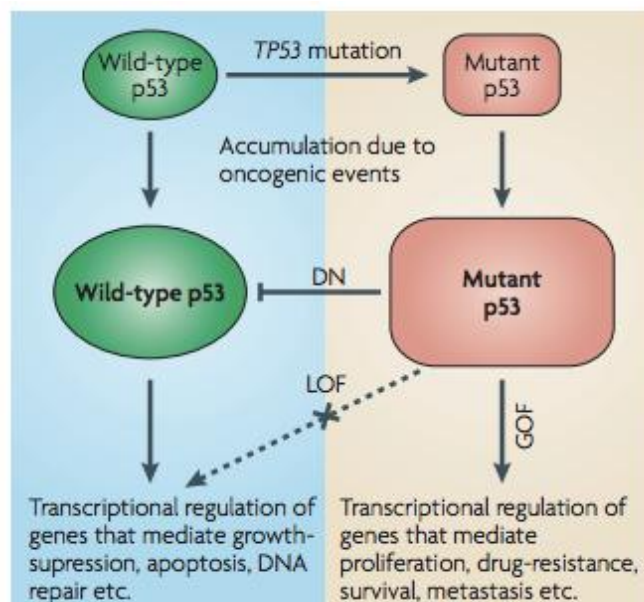 Wild-type
p53
TP53 mutation
Mutant
p53
Accumulation due to
oncogenic events
Wild-type p53
DN
Mutant
p53
LOF
GOF
Transcriptional regulation of
genes that mediate growth-
supression, apoptosis, DNA
repair etc.
Transcriptional regulation of
genes that mediate
proliferation, drug-resistance,
survival, metastasis etc.